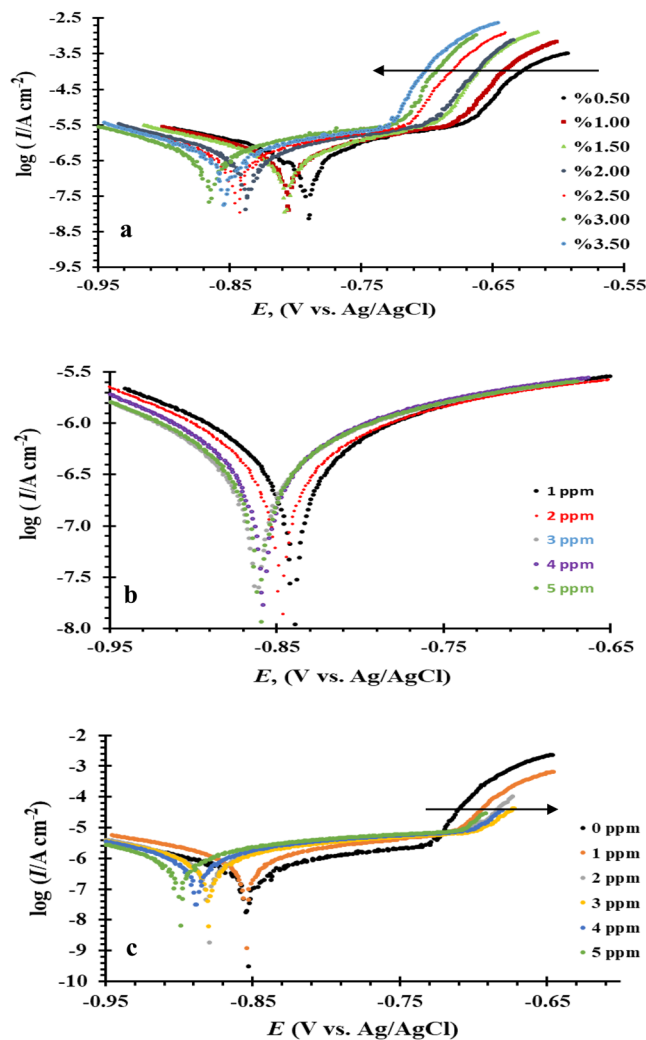 -2.5
-3.5
-4.5
-5.5
-6.5
-7.5
-8.5
-9.5
log (I/A cm-2)
%0.50
%1.00
%1.50
%2.00
%2.50
%3.00
%3.50
a
-0.95 -0.85 -0.75 -0.65 -0.55
E, (V vs. Ag/AgCl)
-5.5
-6.0
-6.5
-7.0
-7.5
-8.0
log (I/A cm-2)
1 ppm
2 ppm
3 ppm
4 ppm
5 ppm
b
-0.95 -0.85 -0.75 -0.65
E, (V vs. Ag/AgCl)
-2
-3
-4
-5
-6
-7
-8
-9
-10
log (I/A cm-2)
0 ppm
1 ppm
2 ppm
3 ppm
4 ppm
5 ppm
c
-0.95 -0.85 -0.75 -0.65
E (V vs. Ag/AgCl)